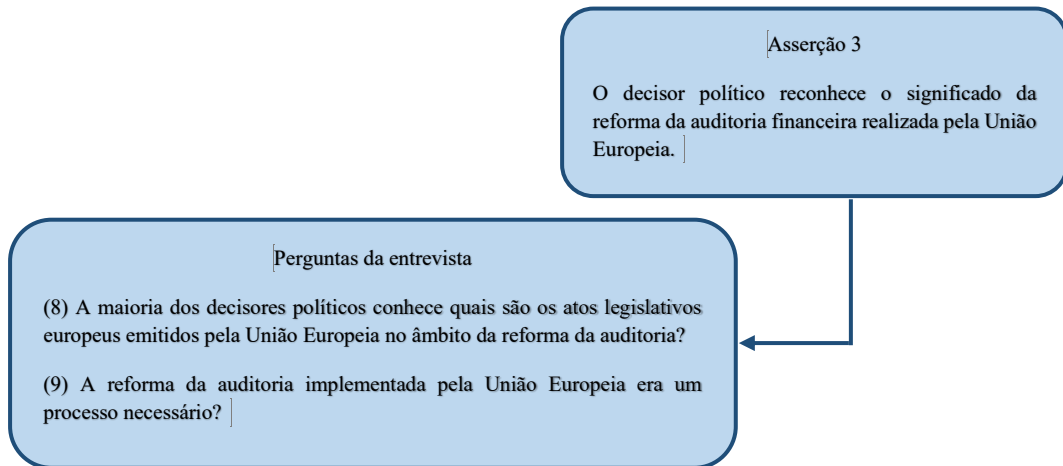 Asserção 3
O decisor político reconhece o significado da
reforma da auditoria financeira realizada pela União
Europeia.
Perguntas da entrevista
(8) A maioria dos decisores políticos conhece quais são os atos legislativos
europeus emitidos pela União Europeia no âmbito da reforma da auditoria?
(9) A reforma da auditoria implementada pela União Europeia era um
processo necessário?